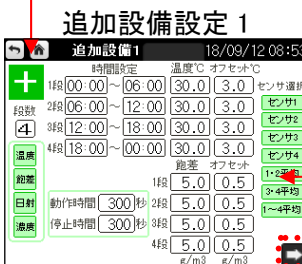 追加設備設定 1
追加設備1 18/09/12 08:53
時間設定 温度℃ オフセット℃
1段 00:00 ～ 06:00 30.0 3.0 センサ選択
2段 06:00 ～ 12:00 30.0 3.0 センサ1
段数 4
3段 12:00 ～ 18:00 30.0 3.0 センサ2
4段 18:00 ～ 00:00 30.0 3.0 センサ3
温度 飽差 オフセット センサ4
飽差 1段 5.0 0.5 1・2平均
日射 動作時間 300 秒 2段 5.0 0.5 3・4平均
濃度 停止時間 300 秒 3段 5.0 0.5 1～4平均
4段 5.0 0.5
g/m3 g/m3